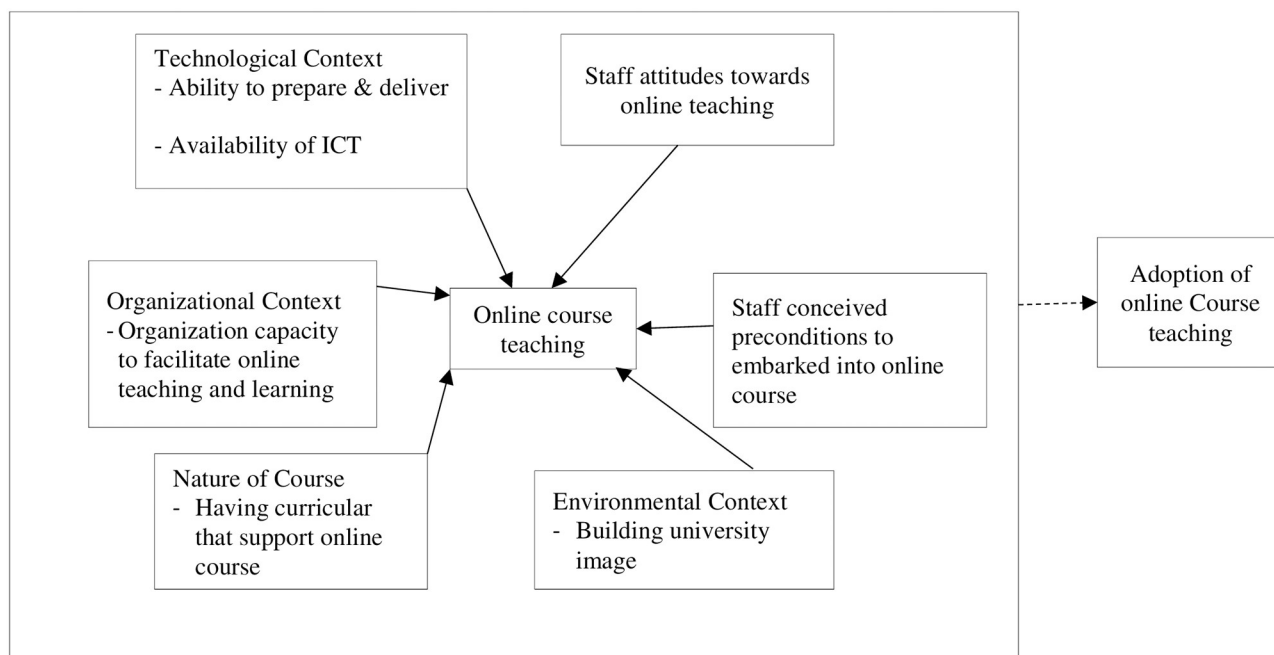 Technological Context
- Ability to prepare & deliver
- Availability of ICT
Staff attitudes towards
online teaching
Organizational Context
- Organization capacity
to facilitate online
teaching and learning
Online course
teaching
Staff conceived
preconditions to
embarked into online
course
Adoption of
online Course
teaching
Nature of Course
- Having curricular
that support online
course
Environmental Context
- Building university
image